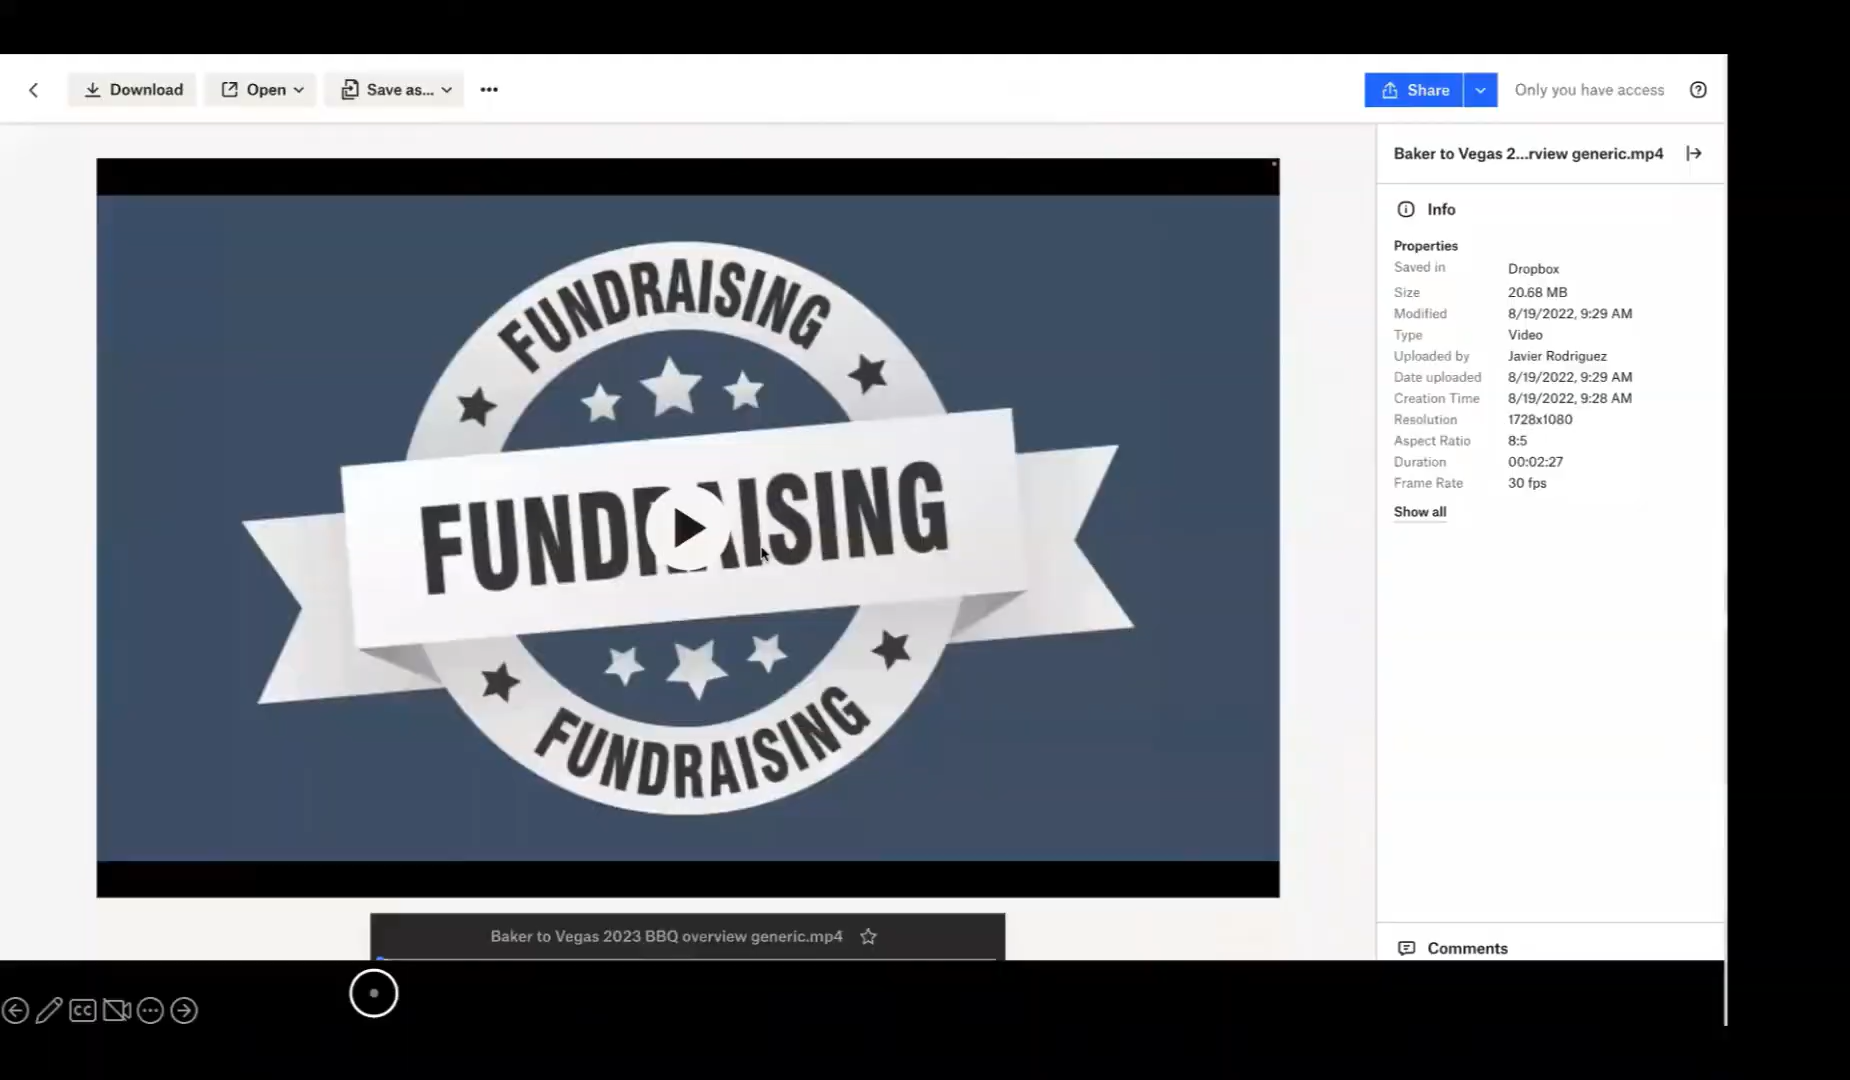 Download
Open
Save as...
Share
Only you have access
Baker to Vegas 2...rview generic.mp4
Info
Properties
Saved in Dropbox
Size 20.68 MB
Modified 8/19/2022, 9:29 AM
Type Video
Uploaded by Javier Rodriguez
Date uploaded 8/19/2022, 9:29 AM
Creation Time 8/19/2022, 9:28 AM
Resolution 1728x1080
Aspect Ratio 8:5
Duration 00:02:27
Frame Rate 30 fps
Show all
FUNDRAISING
FUNDRAISING
FUNDRAISING
Baker to Vegas 2023 BBQ overview generic.mp4
Comments
CC